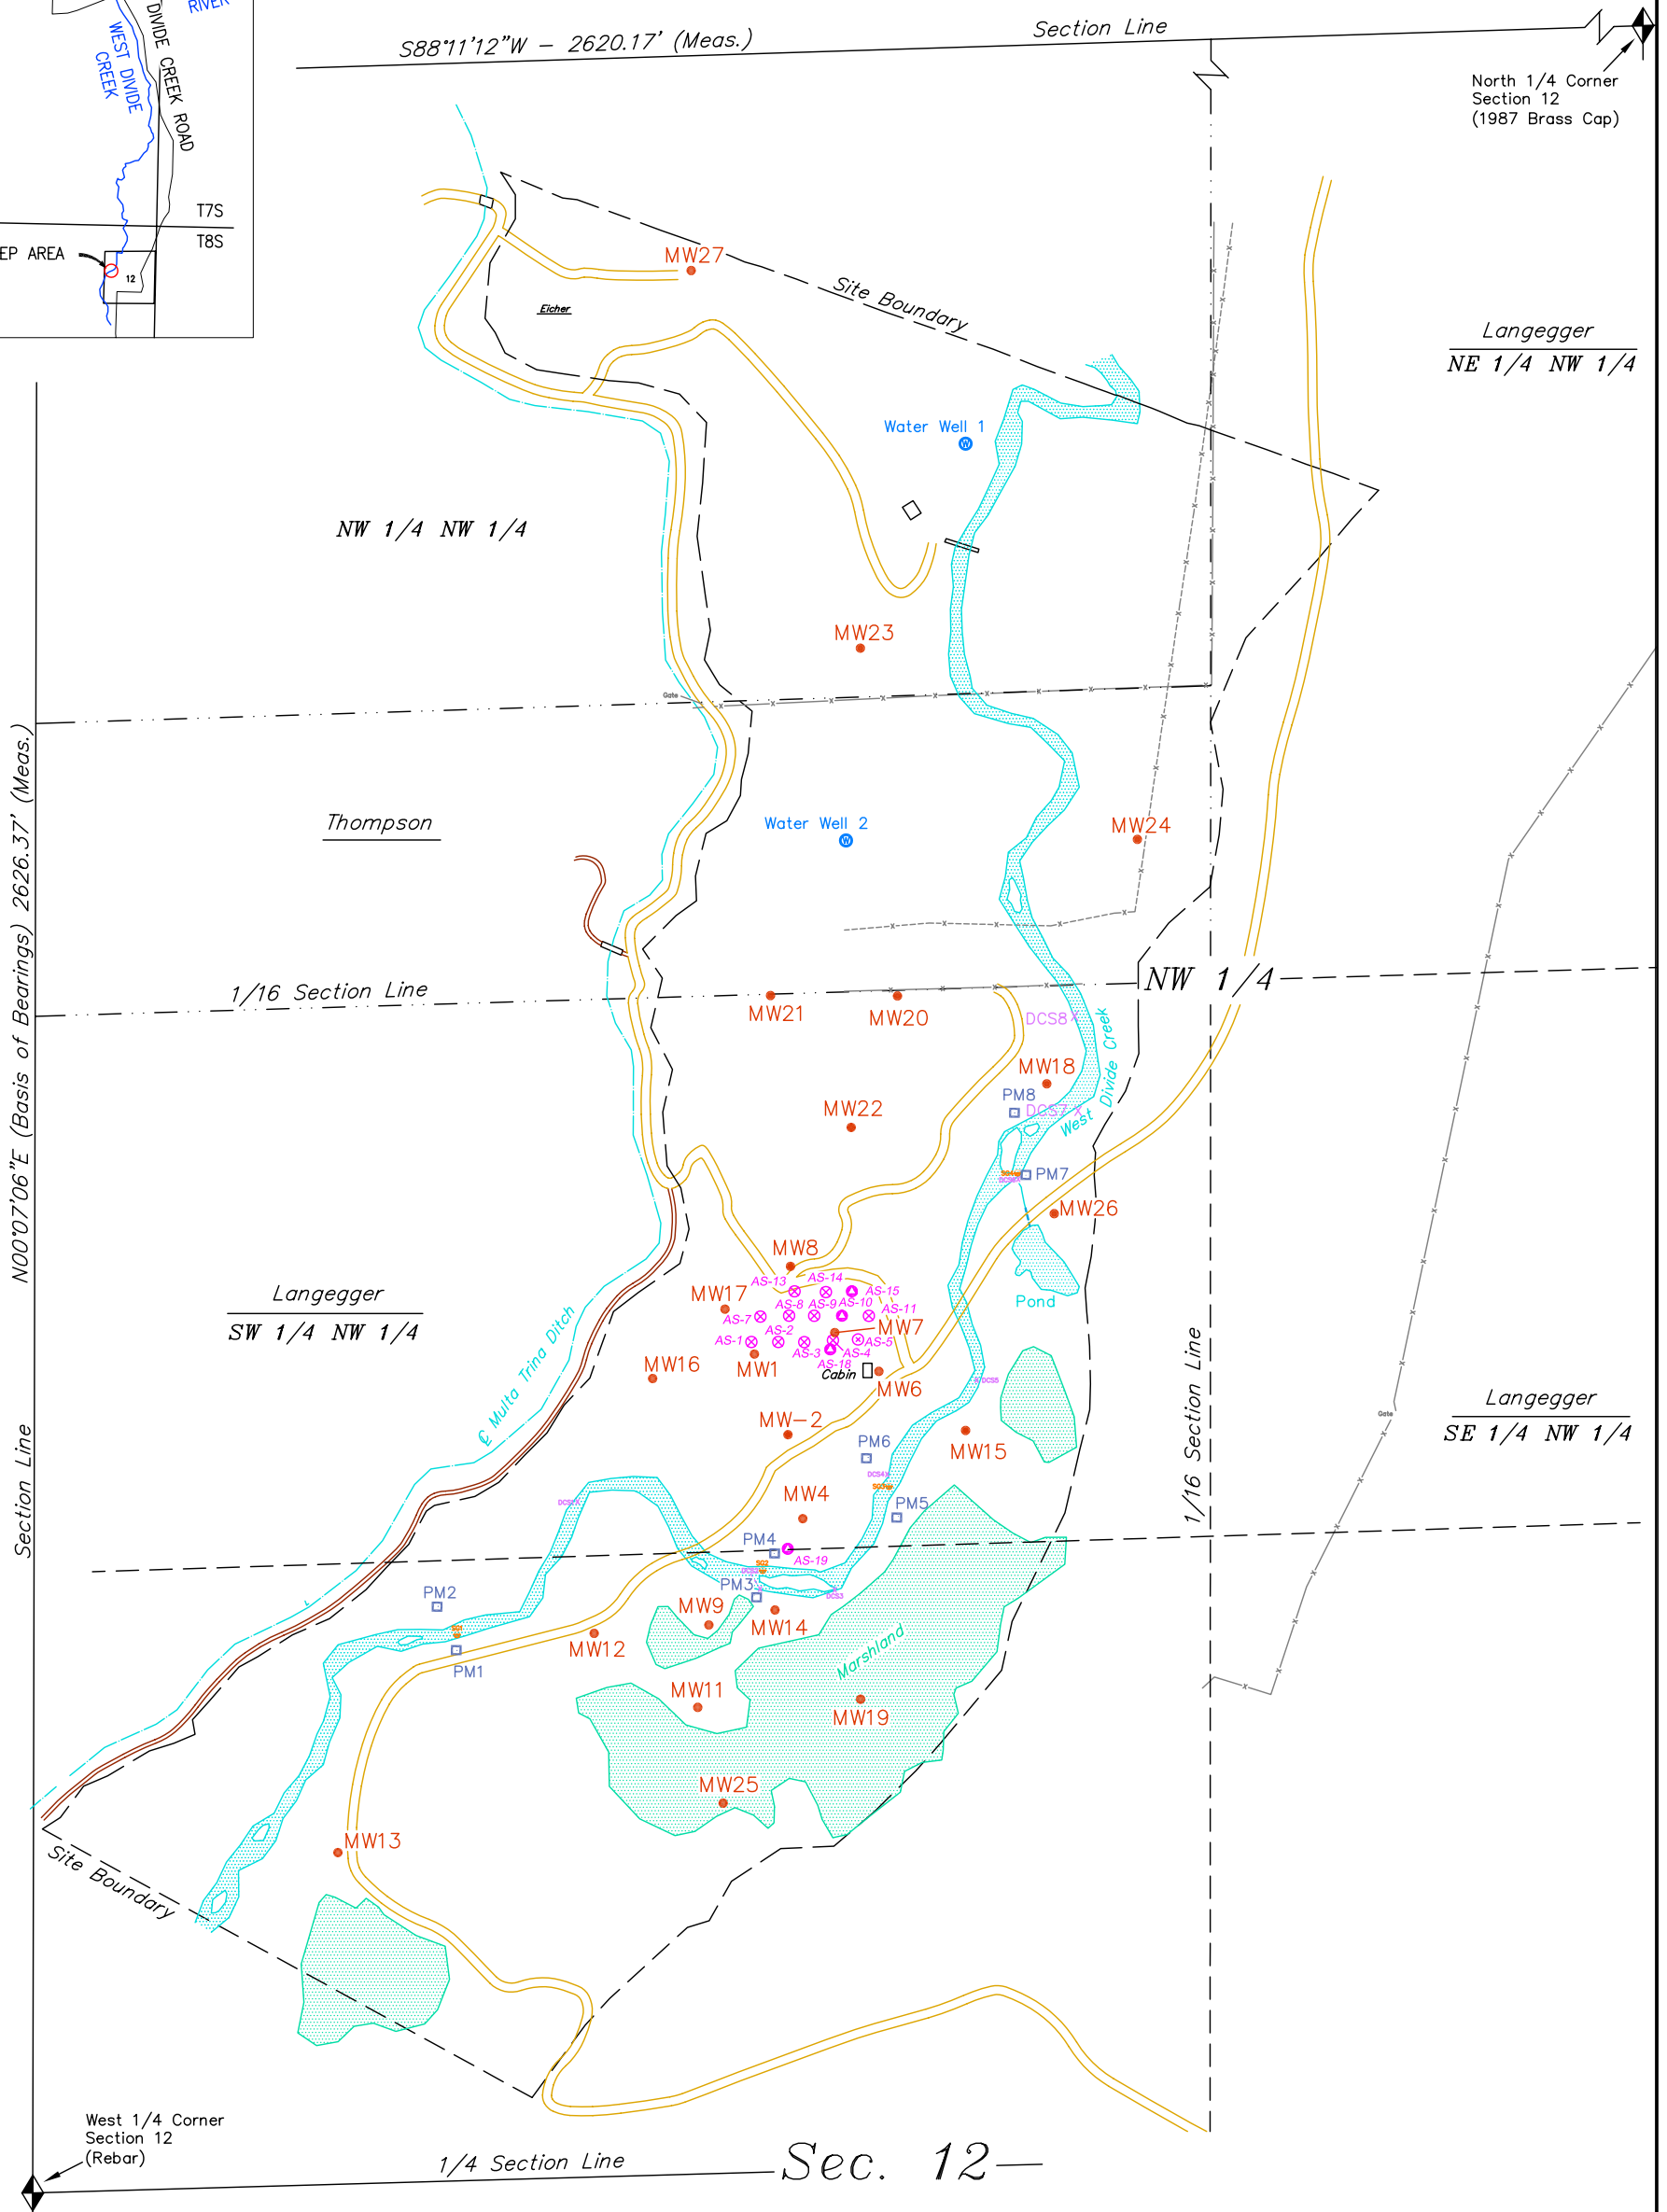 RIVER
WEST DIVIDE
CREEK
DIVIDE CREEK ROAD
T7S
T8S
EP AREA
12
S88°11'12"W - 2620.17' (Meas.)
Section Line
North 1/4 Corner
Section 12
(1987 Brass Cap)
MW27
Eicher
Site Boundary
Langegger
NE 1/4 NW 1/4
Water Well 1
NW 1/4 NW 1/4
MW23
Gate
N00°07'06"E (Basis of Bearings) 2626.37' (Meas.)
Thompson
Water Well 2
MW24
1/16 Section Line
NW 1/4
MW21
MW20
DCS8
MW18
PM8
DCS7
West Divide Creek
MW22
PM7
MW26
MW8
AS-13
AS-14
AS-15
MW17
AS-7
AS-8
AS-9
AS-10
AS-11
Pond
Langegger
SW 1/4 NW 1/4
AS-1
AS-2
MW7
AS-3
AS-4
AS-5
AS-18
MW16
MW1
Cabin
MW6
DCS5
Multa Trina Ditch
1/16 Section Line
Langegger
SE 1/4 NW 1/4
Gate
MW-2
PM6
MW15
DCS4
Section Line
MW4
PM5
PM4
AS-19
SG2
PM3
DCS3
PM2
SG1
MW9
MW14
MW12
PM1
Marshland
MW11
MW19
MW25
MW13
Site Boundary
West 1/4 Corner
Section 12
(Rebar)
1/4 Section Line
Sec. 12